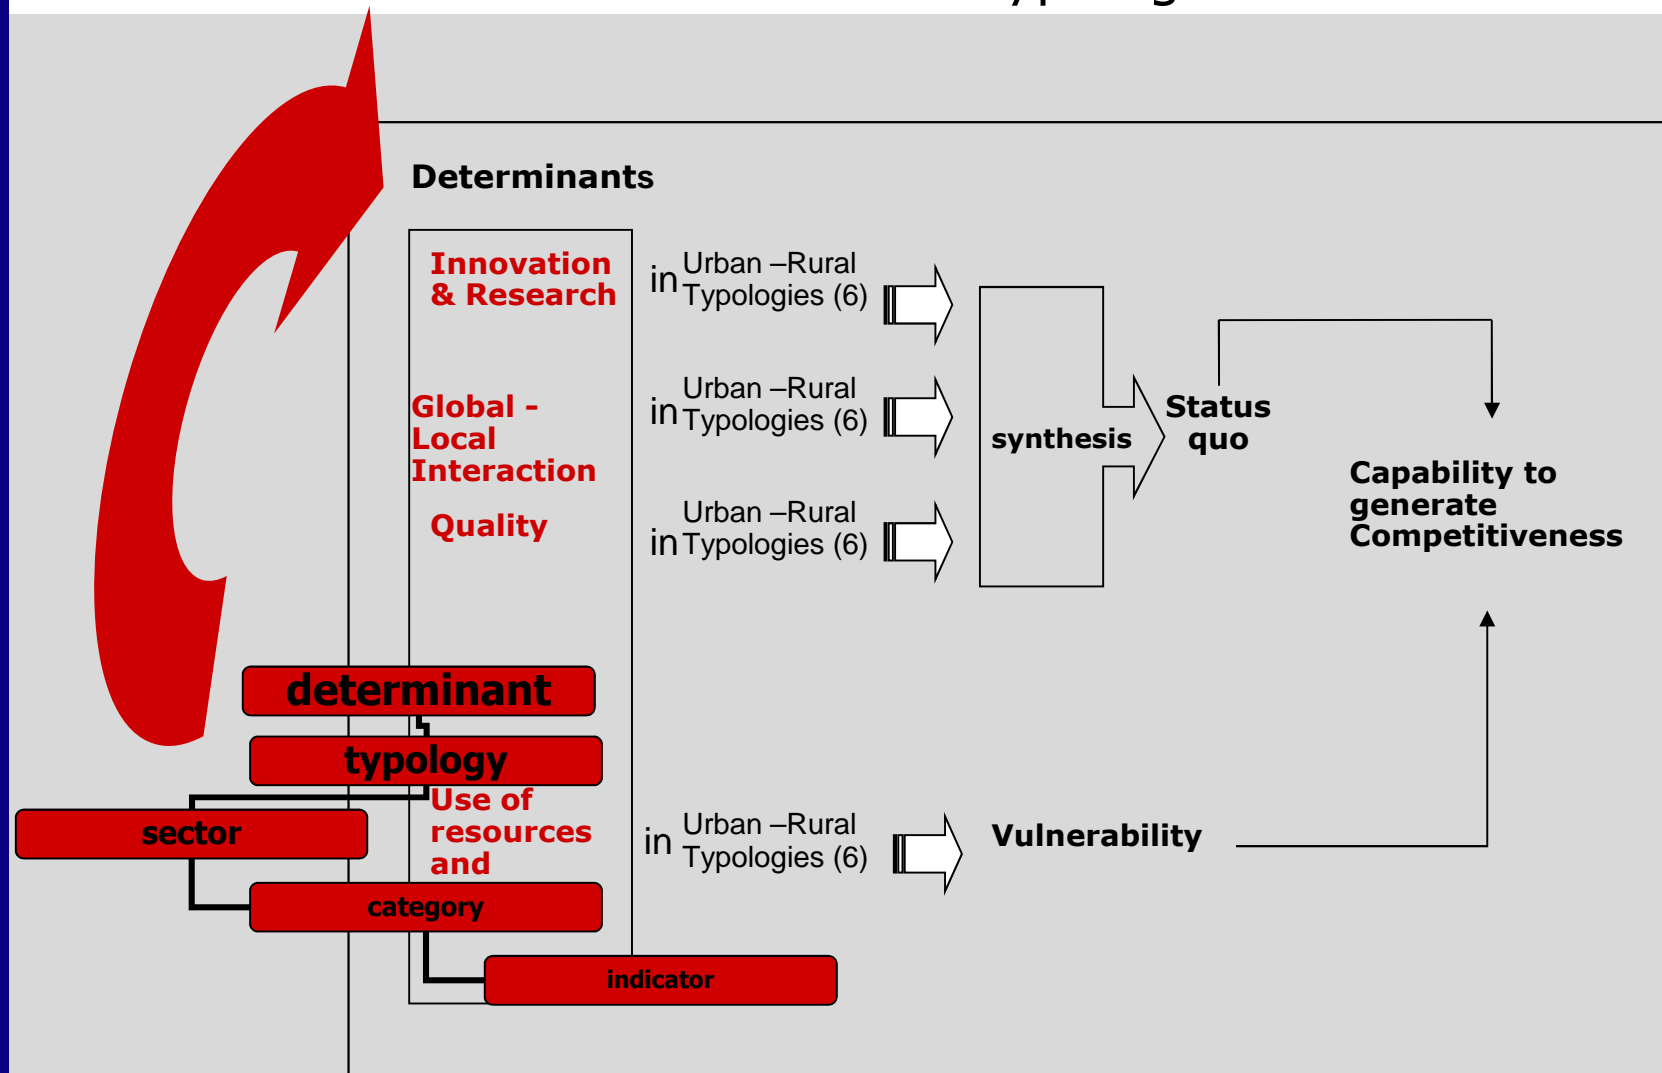 Determinants
Innovation
& Research
in
Urban –Rural
Typologies (6)
Global -
Local
Interaction
in
Urban –Rural
Typologies (6)
Quality
in
Urban –Rural
Typologies (6)
synthesis
Status
quo
Capability to
generate
Competitiveness
determinant
typology
Use of
resources
and
sector
in
Urban –Rural
Typologies (6)
Vulnerability
category
indicator